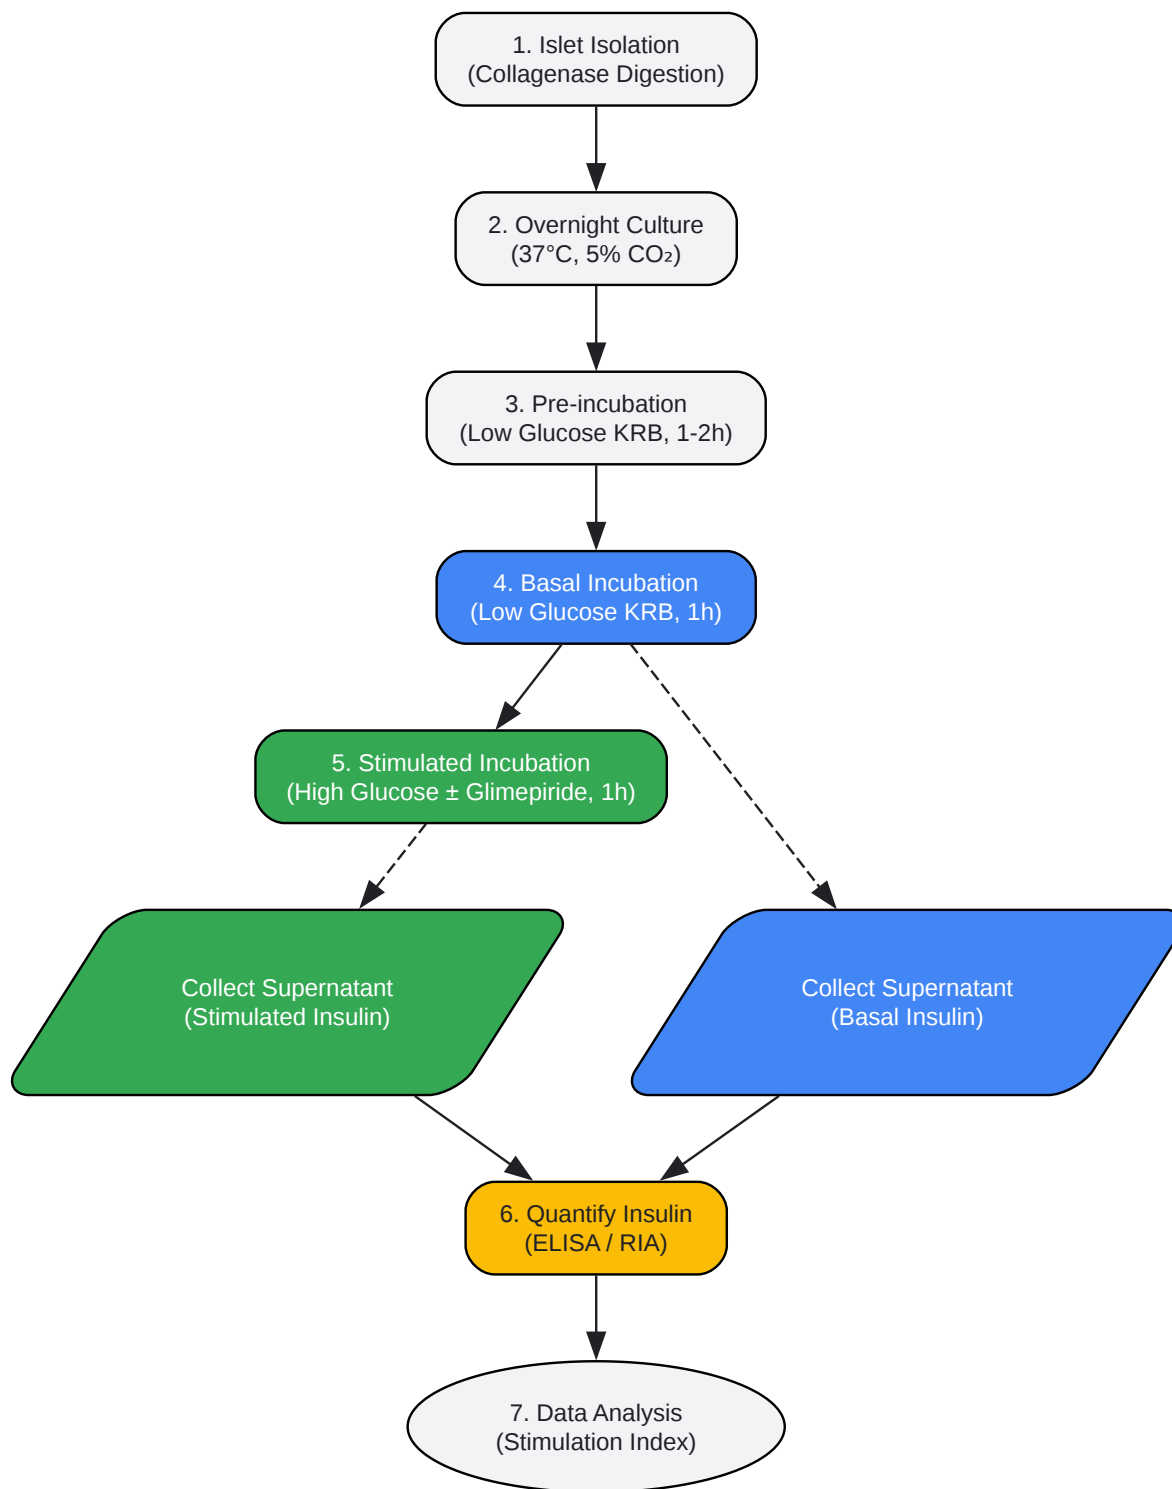 1. Islet Isolation
(Collagenase Digestion)
2. Overnight Culture
(37°C, 5% CO₂)
3. Pre-incubation
(Low Glucose KRB, 1-2h)
4. Basal Incubation
(Low Glucose KRB, 1h)
5. Stimulated Incubation
(High Glucose ± Glimepiride, 1h)
Collect Supernatant
(Stimulated Insulin)
Collect Supernatant
(Basal Insulin)
6. Quantify Insulin
(ELISA / RIA)
7. Data Analysis
(Stimulation Index)